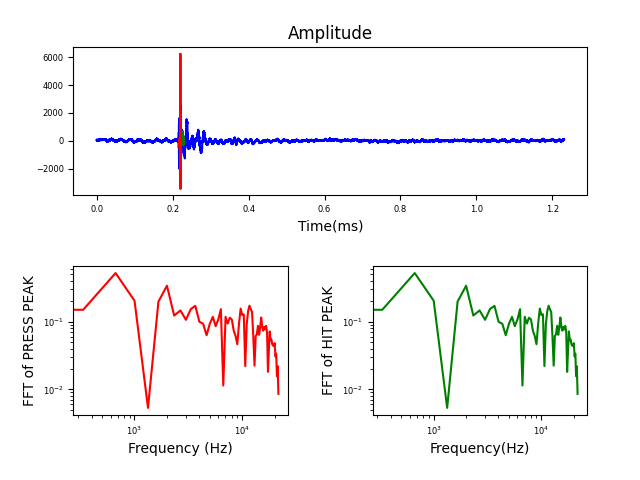 Amplitude
6000
4000
2000
0
−2000
0.0 0.2 0.4 0.6 0.8 1.0 1.2
Time(ms)
FFT of PRESS PEAK
10⁻¹
10⁻²
10³ 10⁴
Frequency (Hz)
FFT of HIT PEAK
10⁻¹
10⁻²
10³ 10⁴
Frequency(Hz)